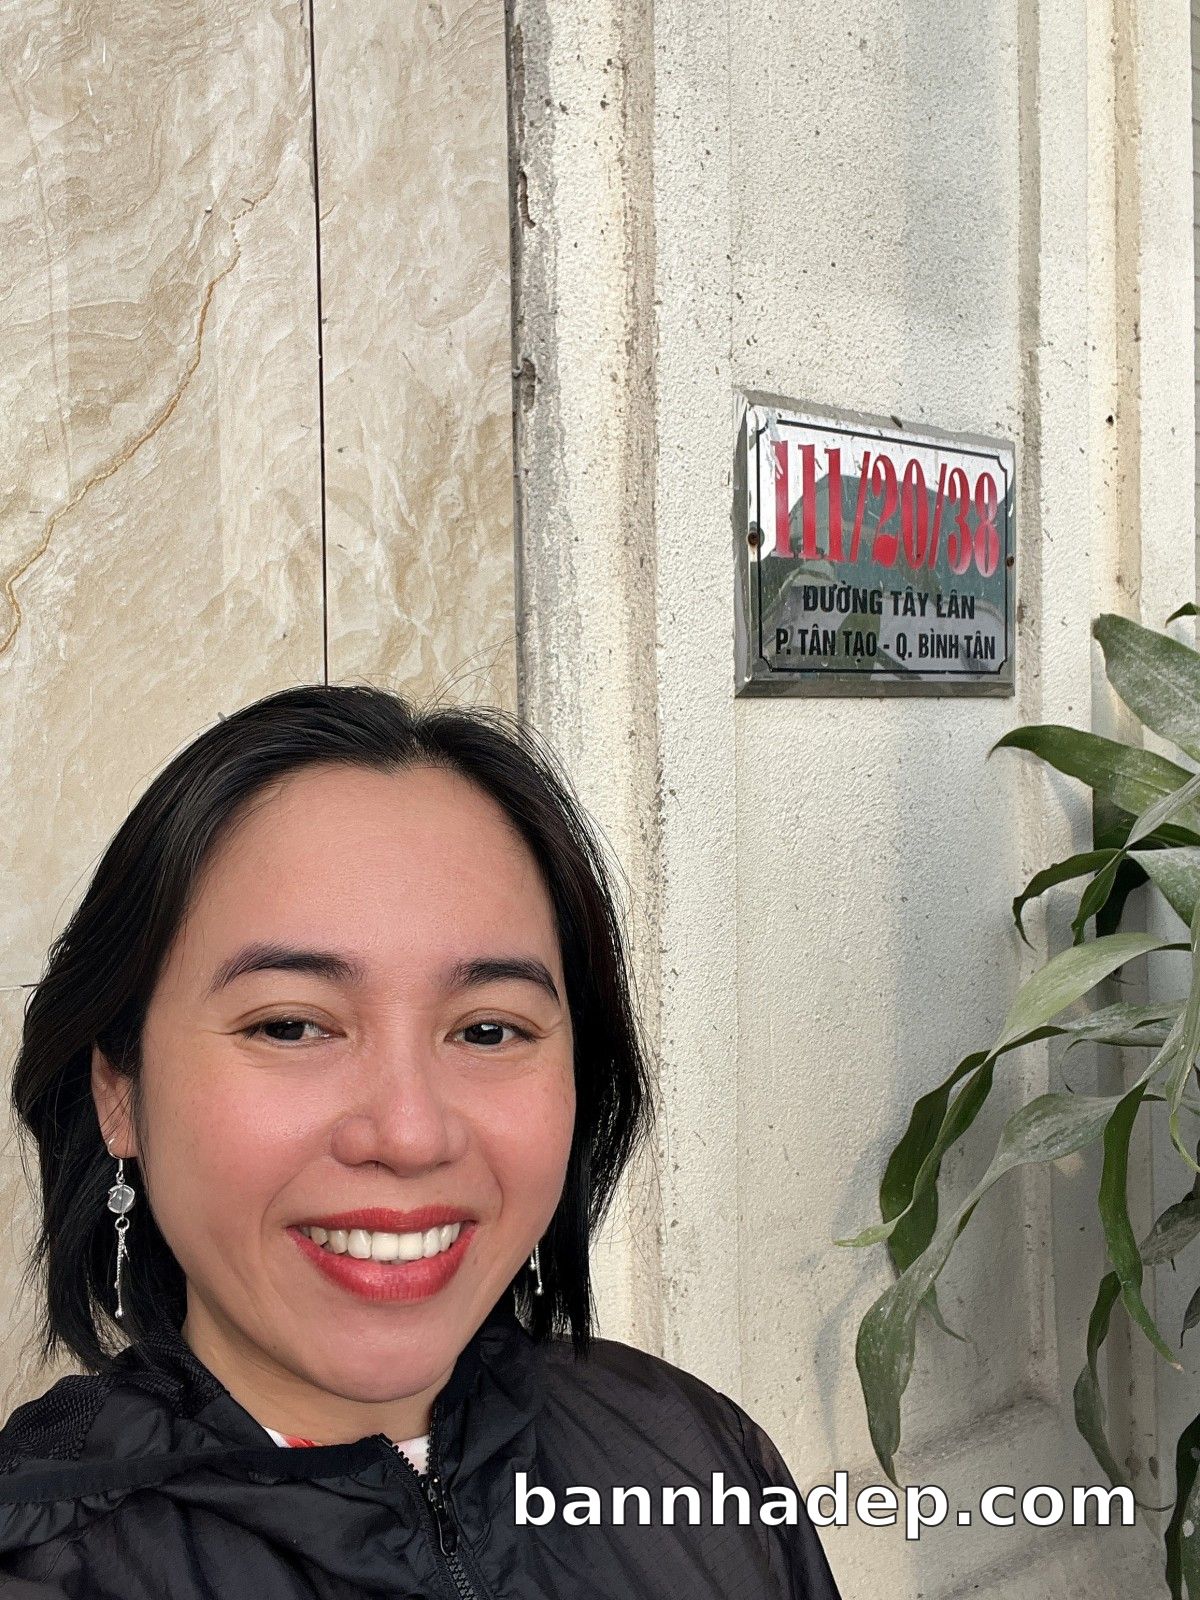 111/20/38
ĐƯỜNG TÂY LÂN
P. TÂN TẠO - Q. BÌNH TÂN
bannhadep.com